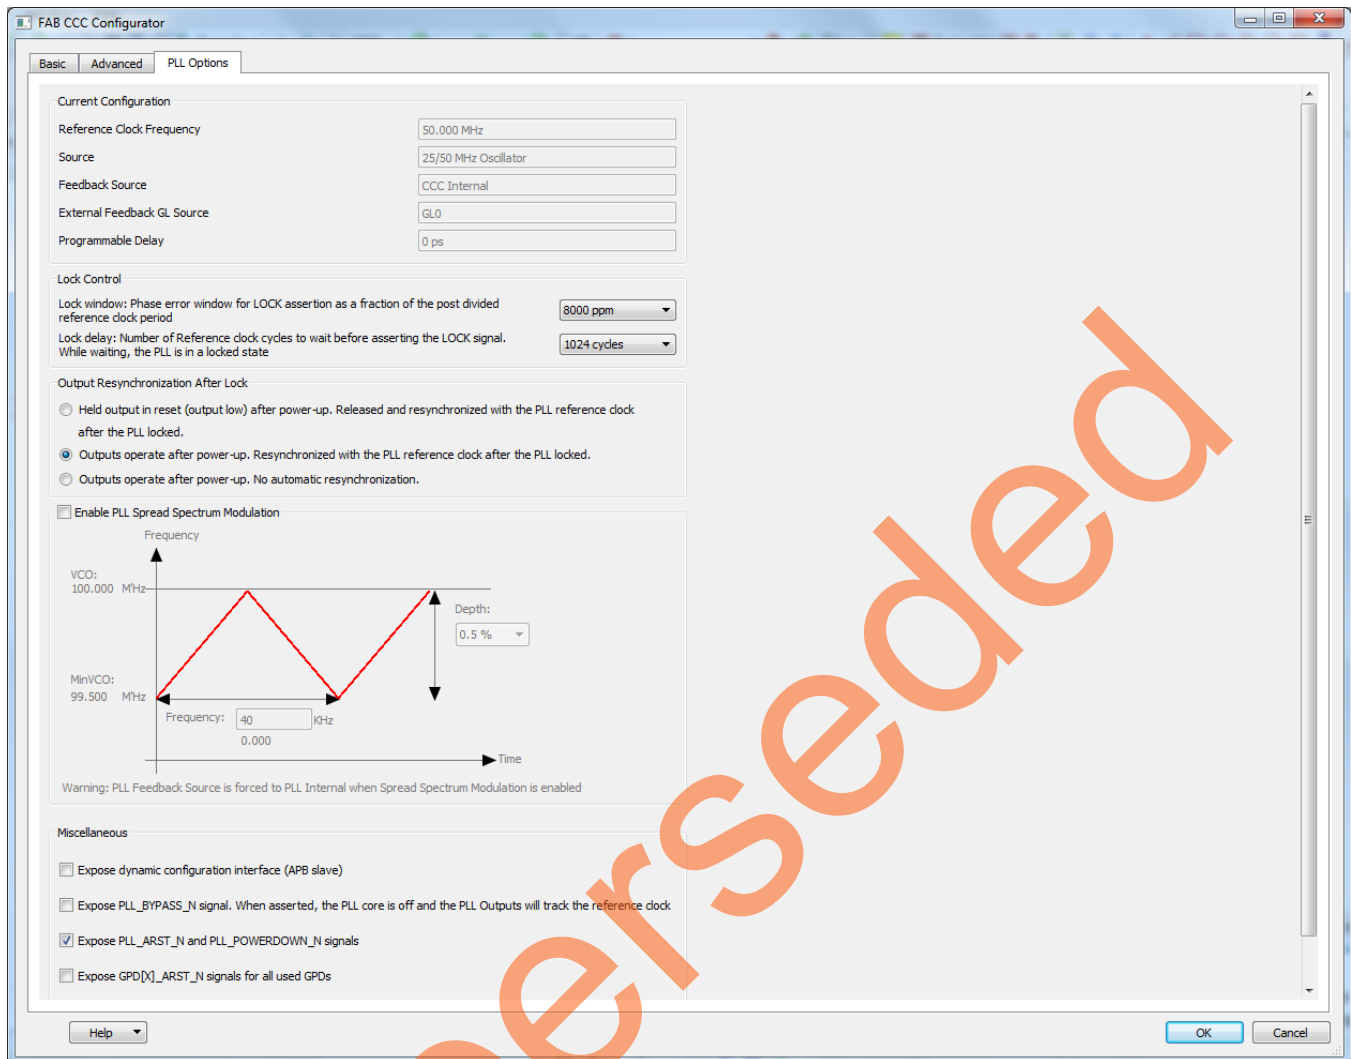 FAB CCC Configurator
Basic
Advanced
PLL Options
Current Configuration
Reference Clock Frequency
50.000 MHz
Source
25/50 MHz Oscillator
Feedback Source
CCC Internal
External Feedback GL Source
GL0
Programmable Delay
0 ps
Lock Control
Lock window: Phase error window for LOCK assertion as a fraction of the post divided
reference clock period
8000 ppm
Lock delay: Number of Reference clock cycles to wait before asserting the LOCK signal.
While waiting, the PLL is in a locked state
1024 cycles
Output Resynchronization After Lock
Held output in reset (output low) after power-up. Released and resynchronized with the PLL reference clock
after the PLL locked.
Outputs operate after power-up. Resynchronized with the PLL reference clock after the PLL locked.
Outputs operate after power-up. No automatic resynchronization.
Enable PLL Spread Spectrum Modulation
Frequency
VCO:
100.000 MHz
Depth:
0.5 %
MinVCO:
99.500 MHz
Frequency: 40 KHz
0.000
Time
Warning: PLL Feedback Source is forced to PLL Internal when Spread Spectrum Modulation is enabled
Miscellaneous
Expose dynamic configuration interface (APB slave)
Expose PLL_BYPASS_N signal. When asserted, the PLL core is off and the PLL Outputs will track the reference clock
Expose PLL_ARST_N and PLL_POWERDOWN_N signals
Expose GPD[X]_ARST_N signals for all used GPDs
Help
OK
Cancel
erseded